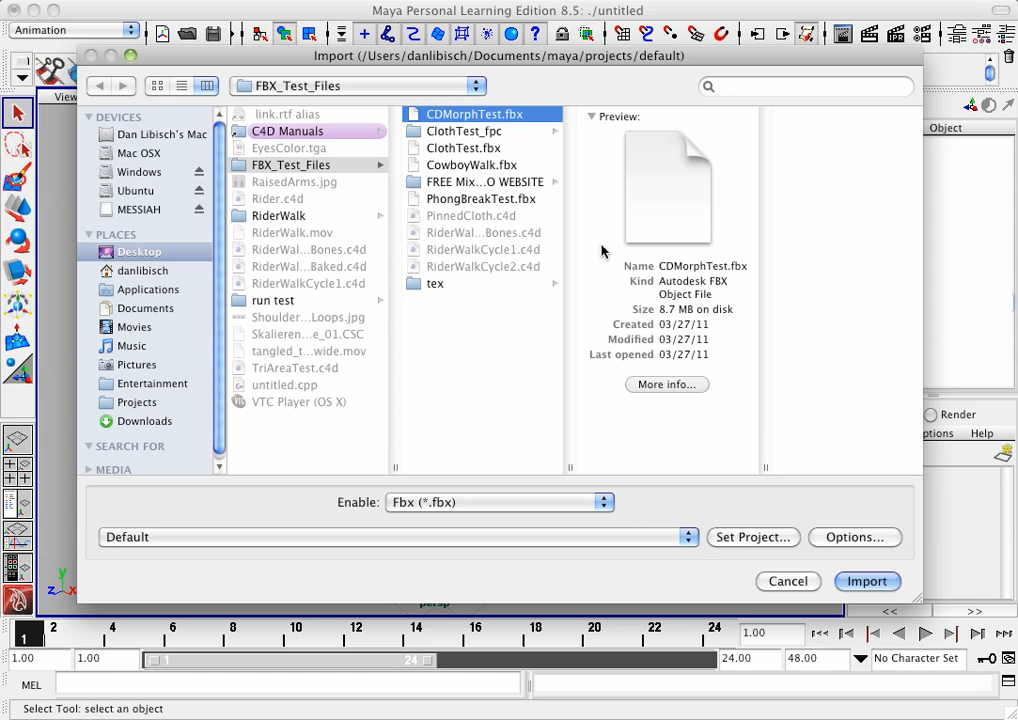 Maya Personal Learning Edition 8.5: ./untitled
Animation
Import (/Users/danlibisch/Documents/maya/projects/default)
FBX_Test_Files
View
Object
DEVICES
Dan Libisch's Mac
Mac OSX
Windows
Ubuntu
MESSIAH
PLACES
Desktop
danlibisch
Applications
Documents
Movies
Music
Pictures
Entertainment
Projects
Downloads
SEARCH FOR
MEDIA
link.rtf alias
C4D Manuals
EyesColor.tga
FBX_Test_Files
RaisedArms.jpg
Rider.c4d
RiderWalk
RiderWalk.mov
RiderWal...Bones.c4d
RiderWal...Baked.c4d
RiderWalkCycle1.c4d
run test
Shoulder...Loops.jpg
Skalieren...e_01.CSC
tangled_t...wide.mov
TriAreaTest.c4d
untitled.cpp
VTC Player (OS X)
CDMorphTest.fbx
ClothTest_fpc
ClothTest.fbx
CowboyWalk.fbx
FREE Mix...O WEBSITE
PhongBreakTest.fbx
PinnedCloth.c4d
RiderWal...Bones.c4d
RiderWalkCycle1.c4d
RiderWalkCycle2.c4d
tex
Preview:
Name CDMorphTest.fbx
Kind Autodesk FBX
Object File
Size 8.7 MB on disk
Created 03/27/11
Modified 03/27/11
Last opened 03/27/11
More info...
Render
ptions Help
Enable: Fbx (*.fbx)
Default
Set Project...
Options...
Cancel
Import
y
z x
persp
<< >>
1 2 4 6 8 10 12 14 16 18 20 22 24
1.00
1.00 1.00 1 24 24.00 48.00 No Character Set
MEL
Select Tool: select an object